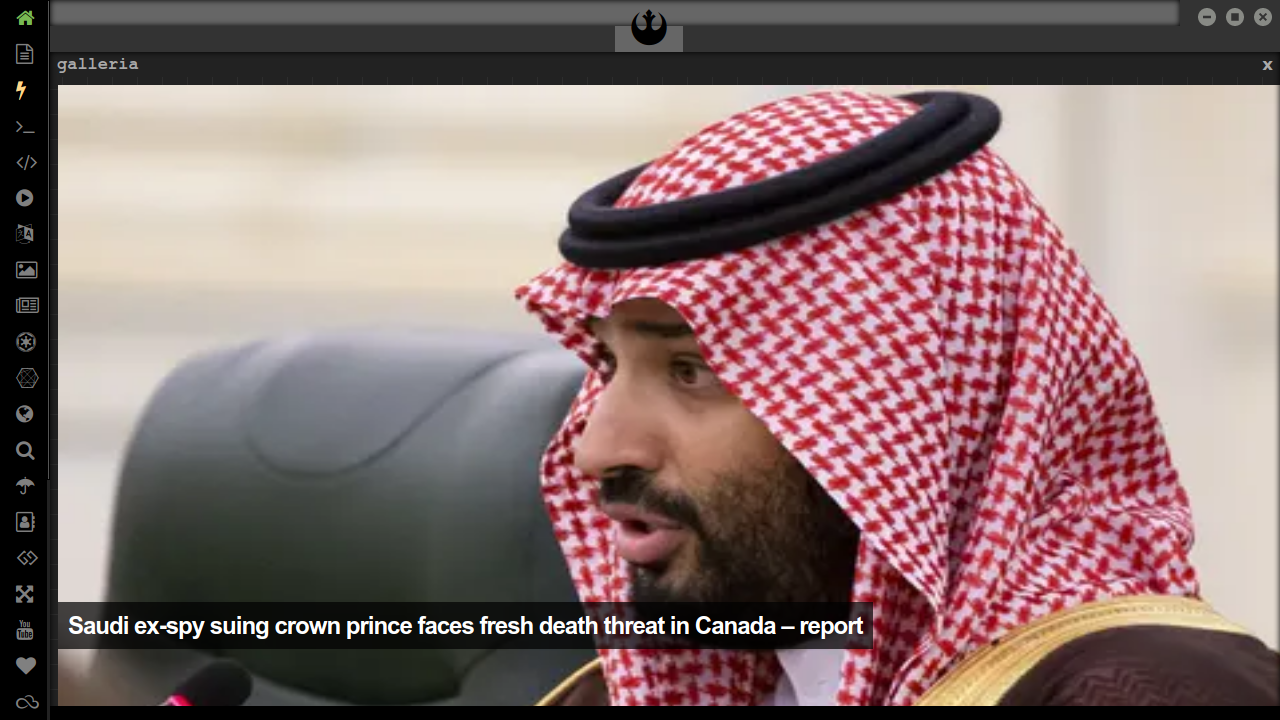 galleria
x
Saudi ex-spy suing crown prince faces fresh death threat in Canada – report
You
Tube